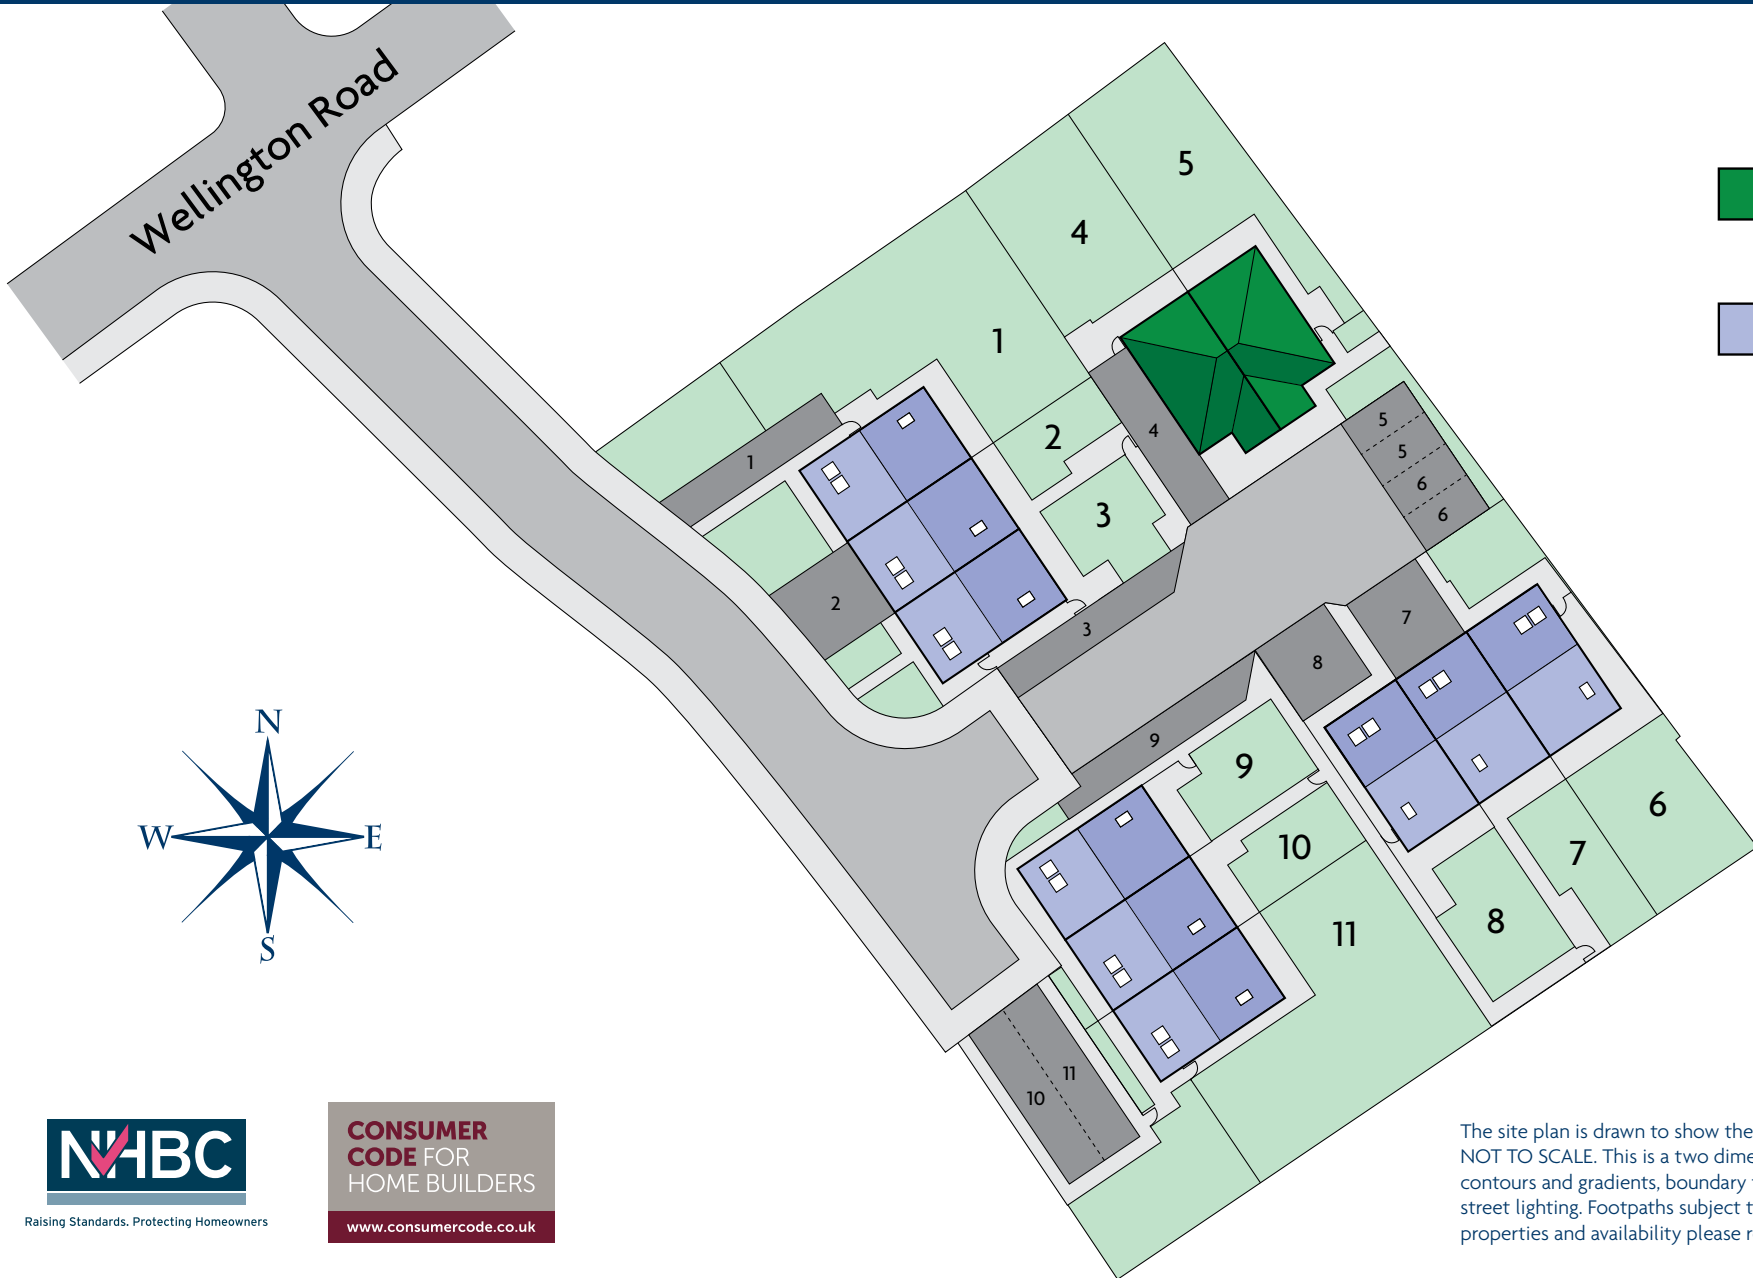 Wellington Road
5
4
1
2
3
4
5
5
6
6
1
2
3
7
8
9
9
10
11
6
7
8
10
11
N
W
E
S
NHBC
Raising Standards. Protecting Homeowners
CONSUMER
CODE FOR
HOME BUILDERS
www.consumercode.co.uk
The site plan is drawn to show the
NOT TO SCALE. This is a two dime
contours and gradients, boundary
street lighting. Footpaths subject t
properties and availability please r